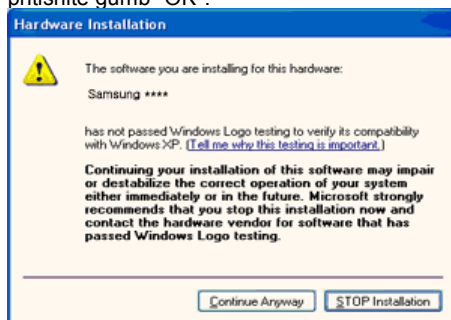 pritisnite gumb "OK".
Hardware Installation
The software you are installing for this hardware:
Samsung ****
has not passed Windows Logo testing to verify its compatibility
with Windows XP. (Tell me why this testing is important.)
Continuing your installation of this software may impair
or destabilize the correct operation of your system
either immediately or in the future. Microsoft strongly
recommends that you stop this installation now and
contact the hardware vendor for software that has
passed Windows Logo testing.
Continue Anyway STOP Installation